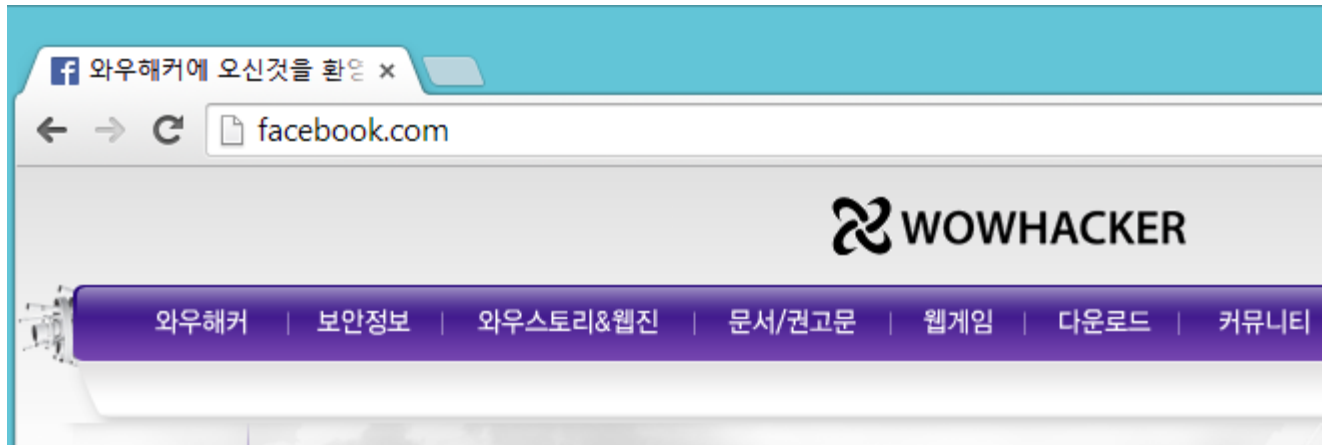 와우해커에 오신것을 환영
facebook.com
WOWHACKER
와우해커 | 보안정보 | 와우스토리&웹진 | 문서/권고문 | 웹게임 | 다운로드 | 커뮤니티